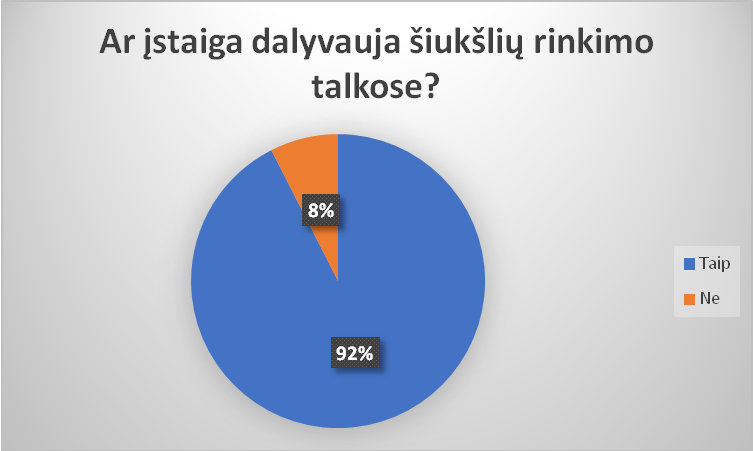 Ar įstaiga dalyvauja šiukšlių rinkimo
talkose?
8%
92%
Taip
Ne